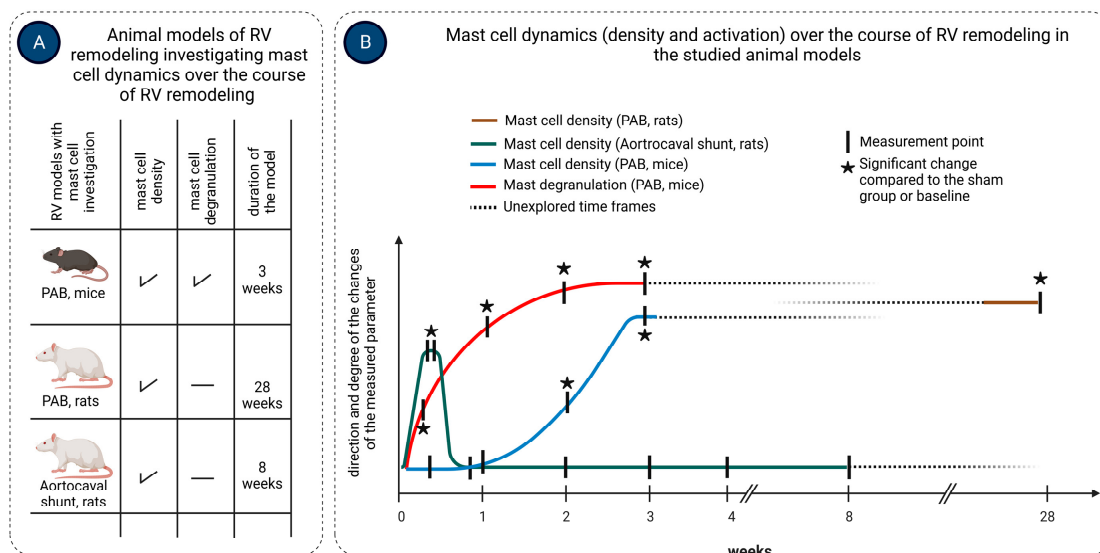 A
Animal models of RV
remodeling investigating mast
cell dynamics over the course
of RV remodeling
RV models with
mast cell
investigation
mast cell
density
mast cell
degranulation
duration of
the model
PAB, mice
3
weeks
PAB, rats
28
weeks
Aortocaval
shunt, rats
8
weeks
B
Mast cell dynamics (density and activation) over the course of RV remodeling in
the studied animal models
Mast cell density (PAB, rats)
Mast cell density (Aortrocaval shunt, rats)
Mast cell density (PAB, mice)
Mast degranulation (PAB, mice)
Unexplored time frames
Measurement point
Significant change
compared to the sham
group or baseline
direction and degree of the changes
of the measured parameter
0 1 2 3 4 8 28
weeks